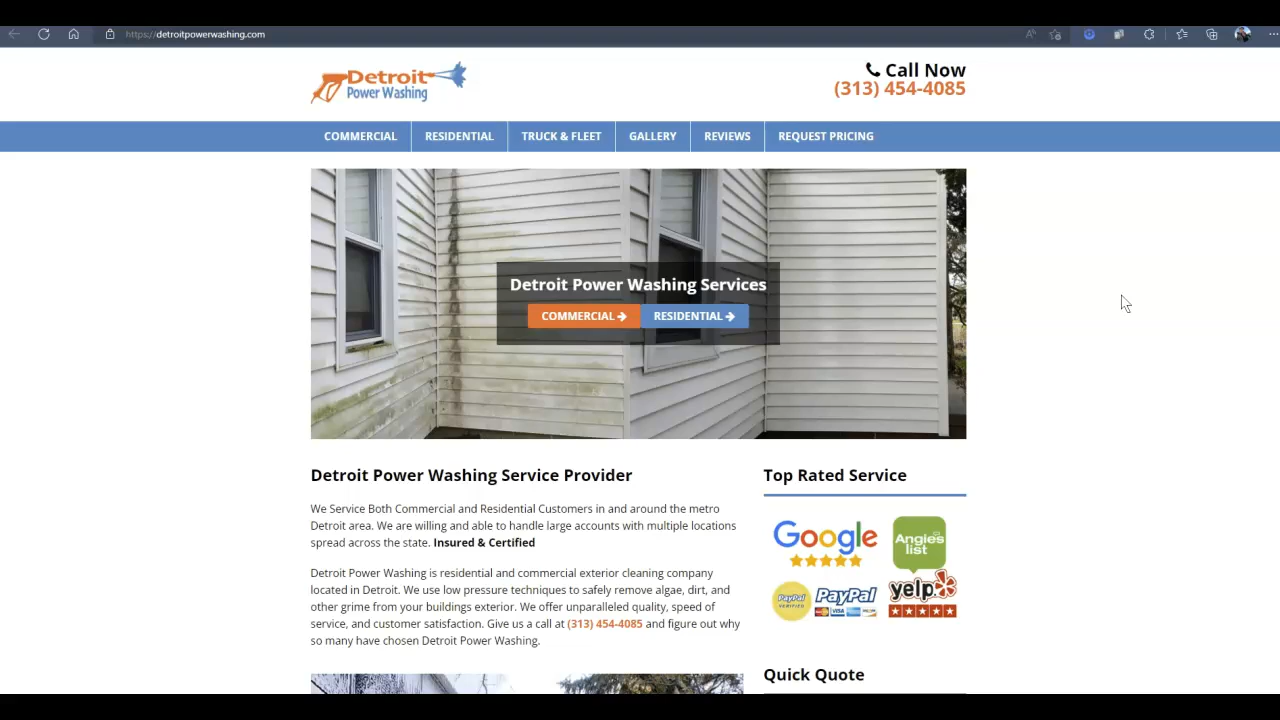 https://detroitpowerwashing.com
Detroit
Power Washing
Call Now
(313) 454-4085
COMMERCIAL
RESIDENTIAL
TRUCK & FLEET
GALLERY
REVIEWS
REQUEST PRICING
Detroit Power Washing Services
COMMERCIAL
RESIDENTIAL
Detroit Power Washing Service Provider
We Service Both Commercial and Residential Customers in and around the metro
Detroit area. We are willing and able to handle large accounts with multiple locations
spread across the state. Insured & Certified
Detroit Power Washing is residential and commercial exterior cleaning company
located in Detroit. We use low pressure techniques to safely remove algae, dirt, and
other grime from your buildings exterior. We offer unparalleled quality, speed of
service, and customer satisfaction. Give us a call at (313) 454-4085 and figure out why
so many have chosen Detroit Power Washing.
Top Rated Service
Google
Angie's
list
PayPal
VERIFIED
PayPal
VISA
yelp
Quick Quote